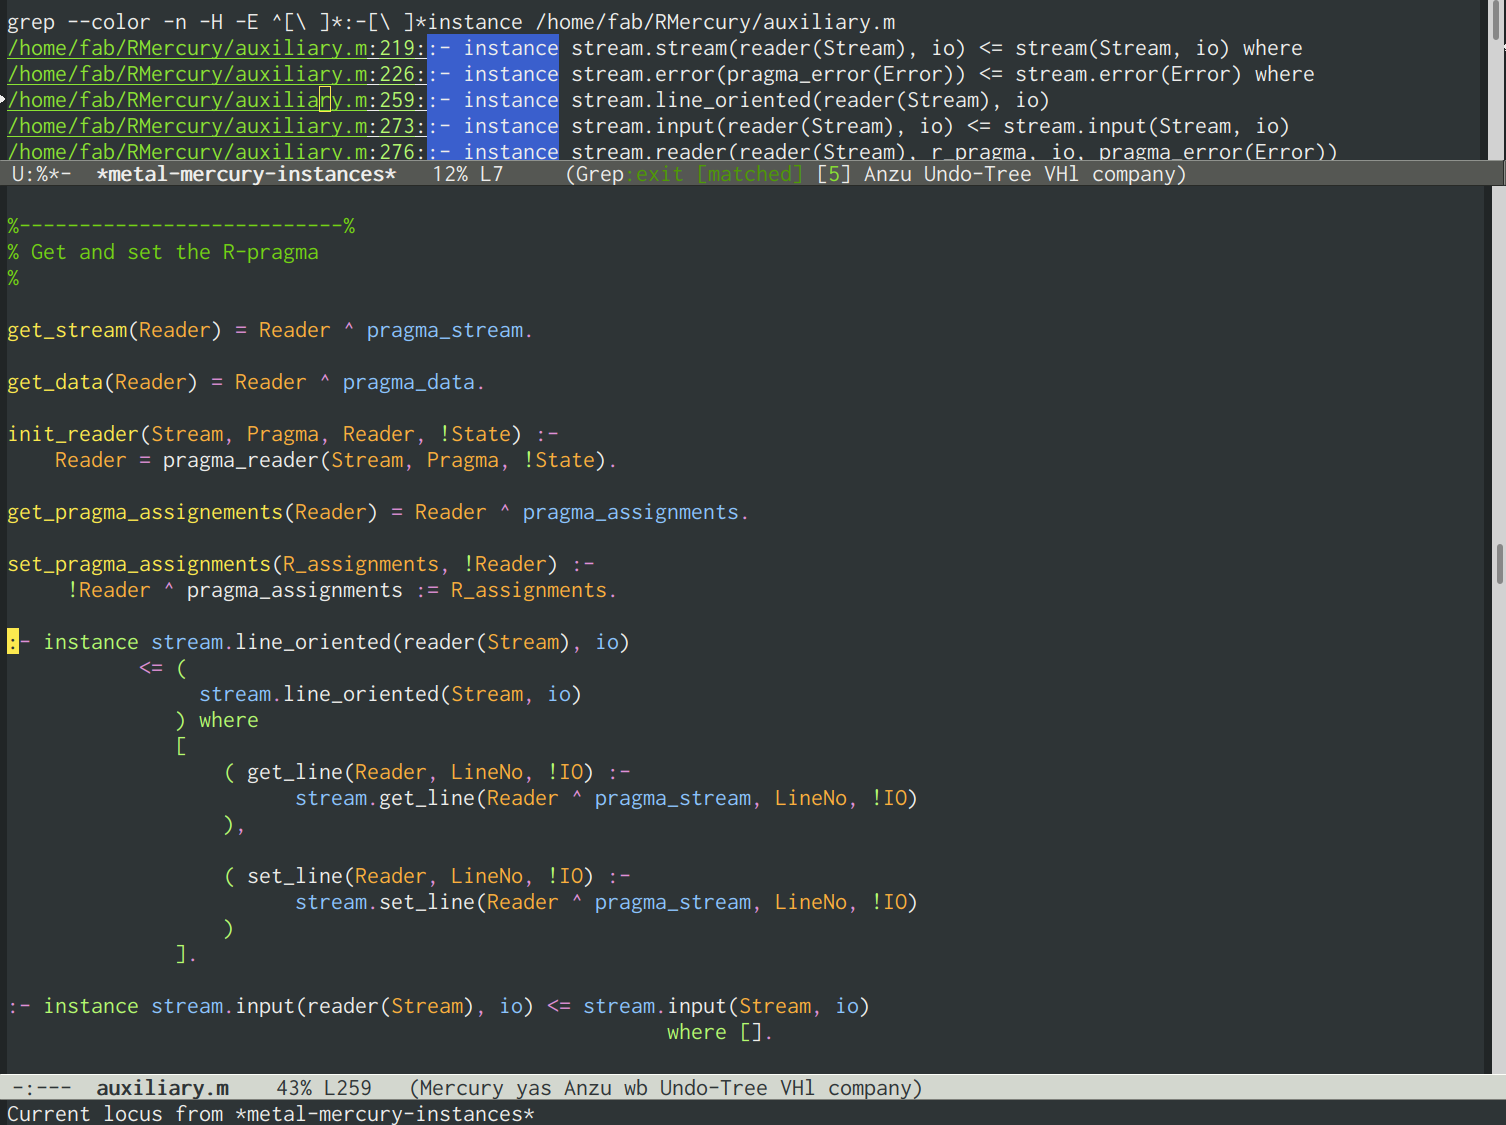 grep --color -n -H -E ^[\ ]*:-[\ ]*instance /home/fab/RMercury/auxiliary.m
/home/fab/RMercury/auxiliary.m:219::- instance stream.stream(reader(Stream), io) <= stream(Stream, io) where
/home/fab/RMercury/auxiliary.m:226::- instance stream.error(pragma_error(Error)) <= stream.error(Error) where
/home/fab/RMercury/auxiliary.m:259::- instance stream.line_oriented(reader(Stream), io)
/home/fab/RMercury/auxiliary.m:273::- instance stream.input(reader(Stream), io) <= stream.input(Stream, io)
/home/fab/RMercury/auxiliary.m:276::- instance stream.reader(reader(Stream), r_pragma, io, pragma_error(Error))
U:%*-  *metal-mercury-instances*   12% L7     (Grep:exit [matched] [5] Anzu Undo-Tree VHl company)
%---------------------------%
% Get and set the R-pragma
%
get_stream(Reader) = Reader ^ pragma_stream.
get_data(Reader) = Reader ^ pragma_data.
init_reader(Stream, Pragma, Reader, !State) :-
    Reader = pragma_reader(Stream, Pragma, !State).
get_pragma_assignements(Reader) = Reader ^ pragma_assignments.
set_pragma_assignments(R_assignments, !Reader) :-
     !Reader ^ pragma_assignments := R_assignments.
:- instance stream.line_oriented(reader(Stream), io)
           <= (
                stream.line_oriented(Stream, io)
              ) where
              [
                  ( get_line(Reader, LineNo, !IO) :-
                        stream.get_line(Reader ^ pragma_stream, LineNo, !IO)
                  ),
                  ( set_line(Reader, LineNo, !IO) :-
                        stream.set_line(Reader ^ pragma_stream, LineNo, !IO)
                  )
              ].
:- instance stream.input(reader(Stream), io) <= stream.input(Stream, io)
                                                       where [].
-:---  auxiliary.m    43% L259   (Mercury yas Anzu wb Undo-Tree VHl company)
Current locus from *metal-mercury-instances*